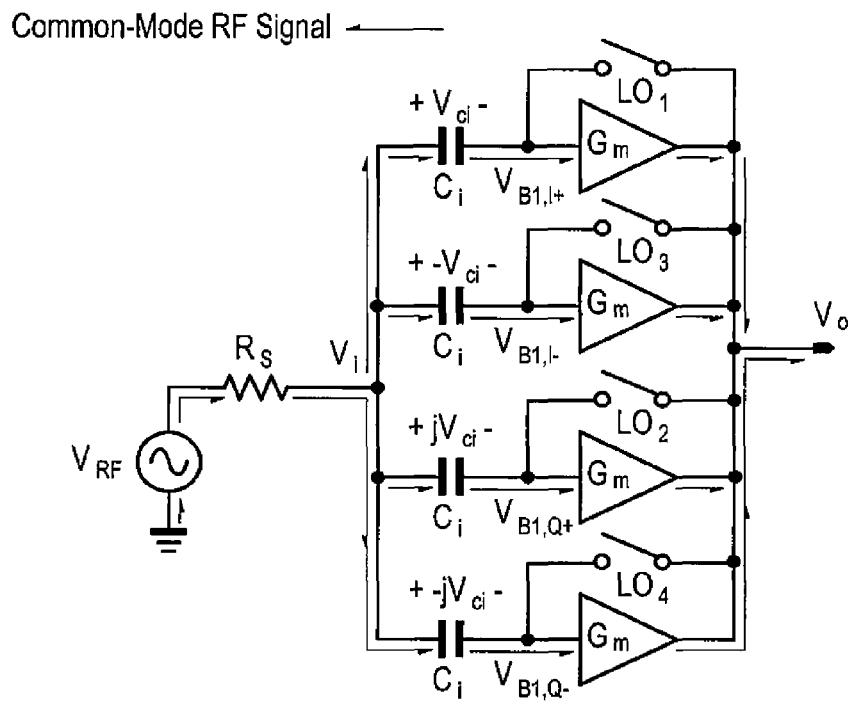 Common-Mode RF Signal
LO1
+ Vci -
Gm
Ci
VB1,I+
LO3
+ -Vci -
Gm
Ci
VB1,I-
Vo
RS
Vi
LO2
+ jVci -
Gm
VRF
Ci
VB1,Q+
LO4
+ -jVci -
Gm
Ci
VB1,Q-